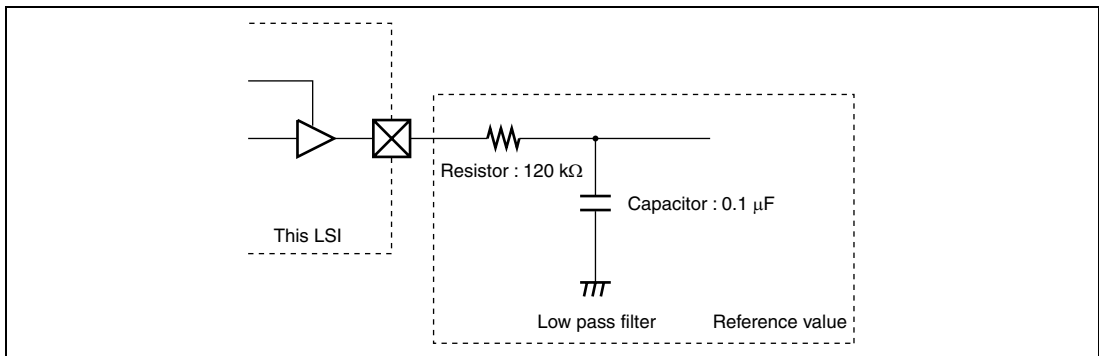 Resistor : 120 kΩ
Capacitor : 0.1 μF
This LSI
Low pass filter
Reference value